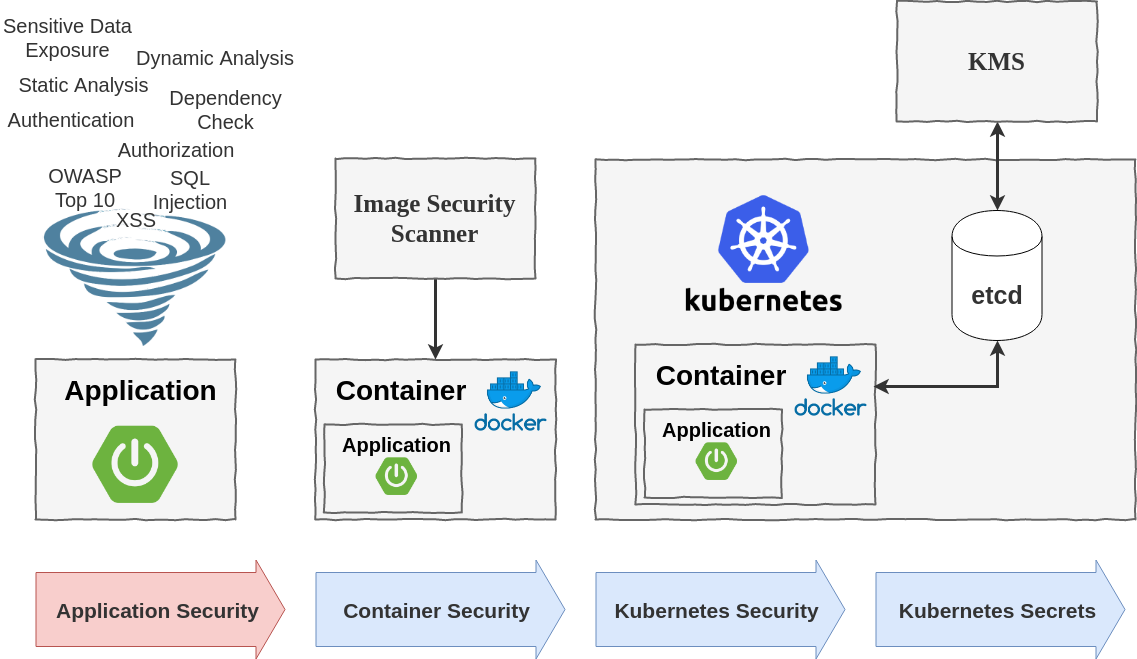 Sensitive Data
Exposure
Dynamic Analysis
Static Analysis
Dependency
Check
Authentication
Authorization
OWASP
Top 10
SQL
Injection
XSS
Application
Image Security
Scanner
Container
docker
Application
KMS
kubernetes
etcd
Container
docker
Application
Application Security
Container Security
Kubernetes Security
Kubernetes Secrets